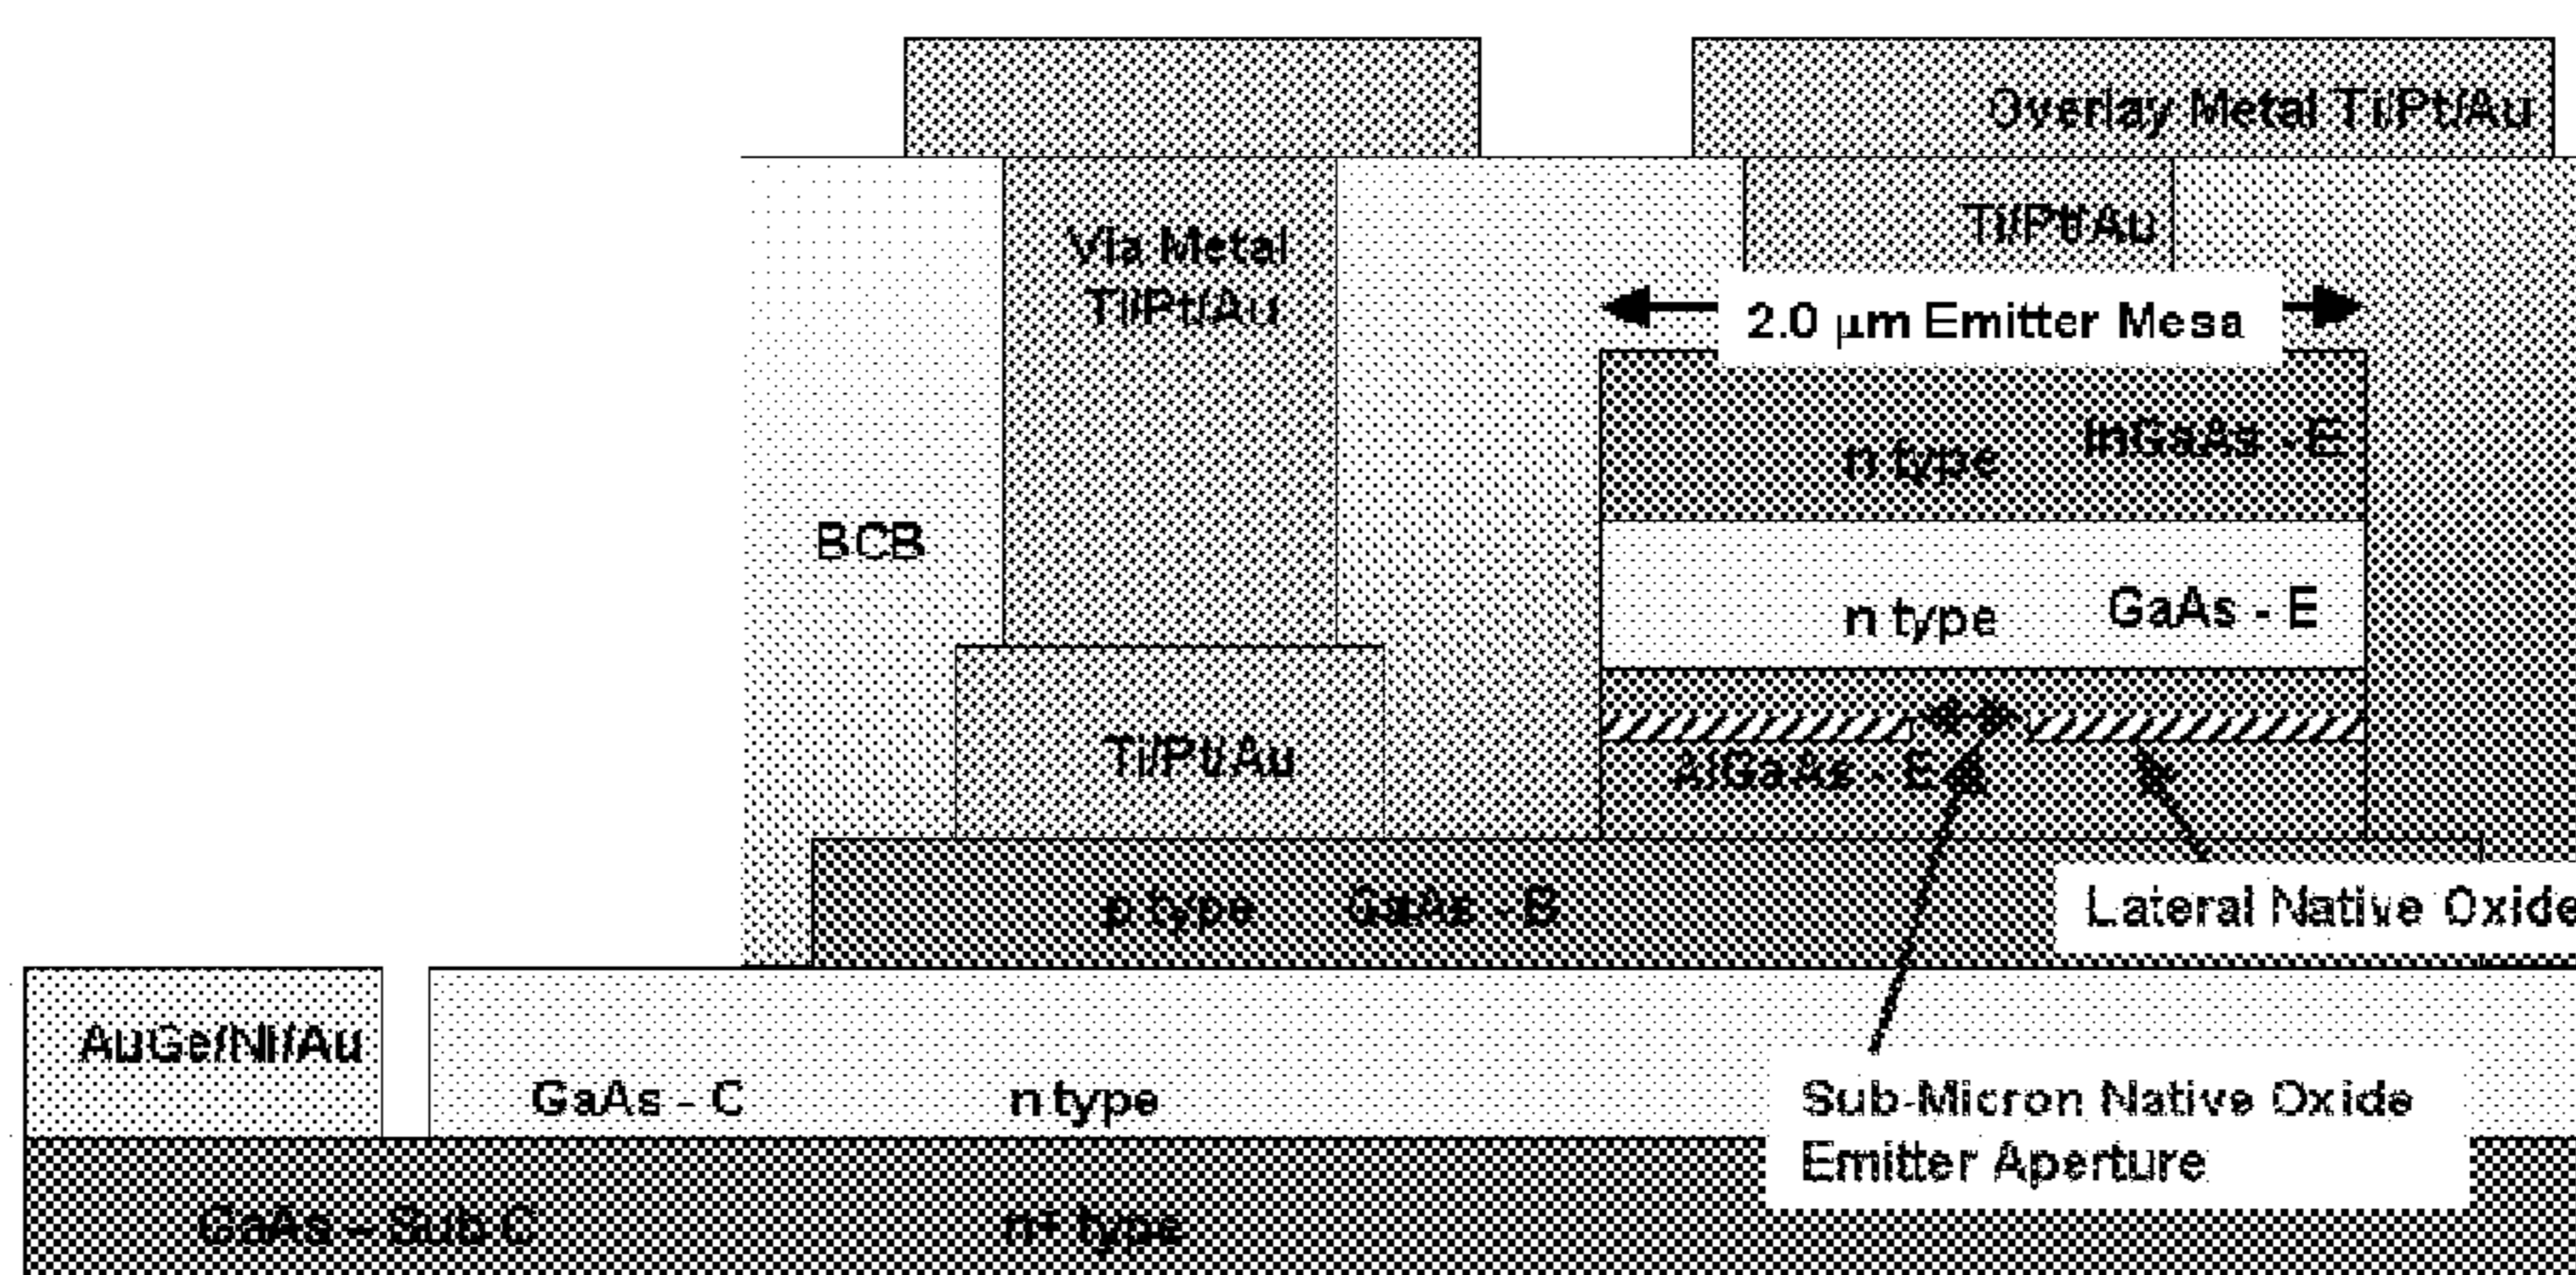 Overlay Metal Ti/Pt/Au
Via Metal
Ti/Pt/Au
Ti/Pt/Au
2.0 μm Emitter Mesa
n type InGaAs - E
BCB
n type GaAs - E
Ti/Pt/Au
AlGaAs - E
p type GaAs - B
Lateral Native Oxide
AuGe/Ni/Au
GaAs - C n type
Sub-Micron Native Oxide
Emitter Aperture
GaAs – Sub C n+ type